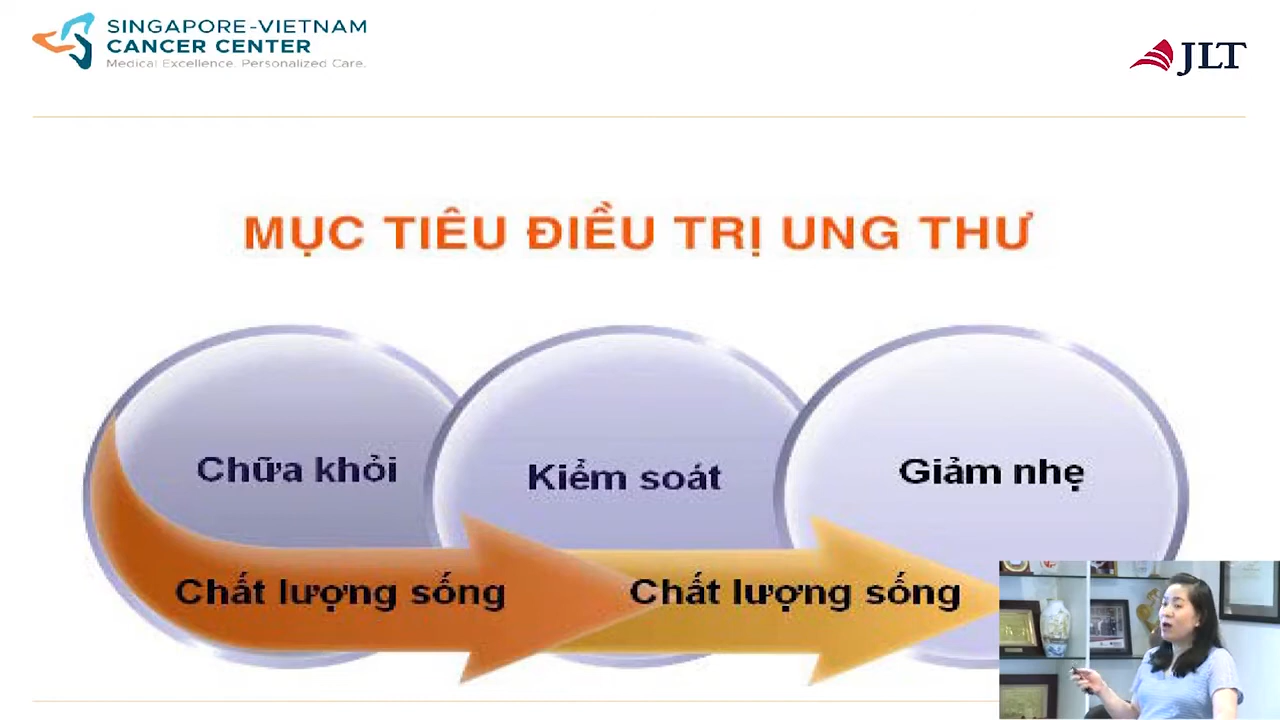 SINGAPORE-VIETNAM
CANCER CENTER
Medical Excellence. Personalized Care.
JLT
MỤC TIÊU ĐIỀU TRỊ UNG THƯ
Chữa khỏi
Kiểm soát
Giảm nhẹ
Chất lượng sống
Chất lượng sống